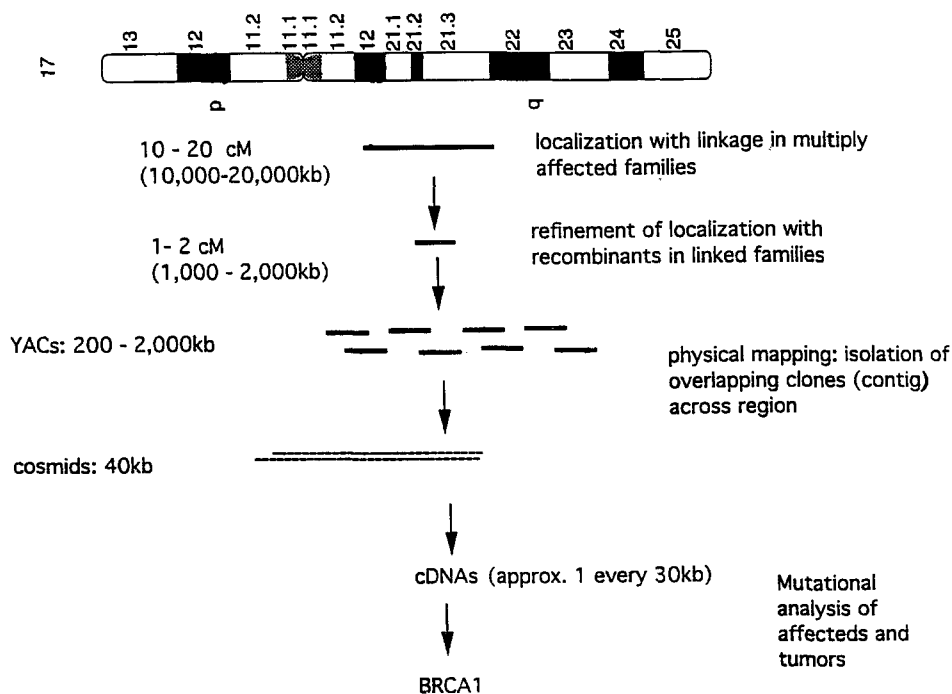 13 12 11.2 11.1 11.1 11.2 12 21.1 21.2 21.3 22 23 24 25
17
p q
10 - 20 cM
(10,000-20,000kb)
localization with linkage in multiply
affected families
1- 2 cM
(1,000 - 2,000kb)
refinement of localization with
recombinants in linked families
YACs: 200 - 2,000kb
physical mapping: isolation of
overlapping clones (contig)
across region
cosmids: 40kb
cDNAs (approx. 1 every 30kb)
Mutational
analysis of
affecteds and
tumors
BRCA1